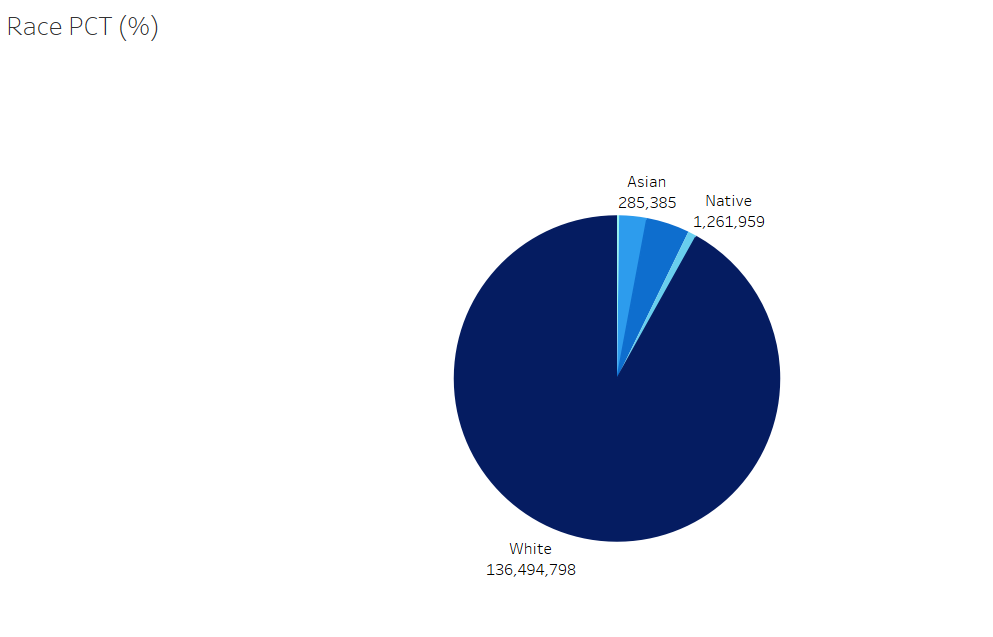 Race PCT (%)
Asian
285,385
Native
1,261,959
White
136,494,798